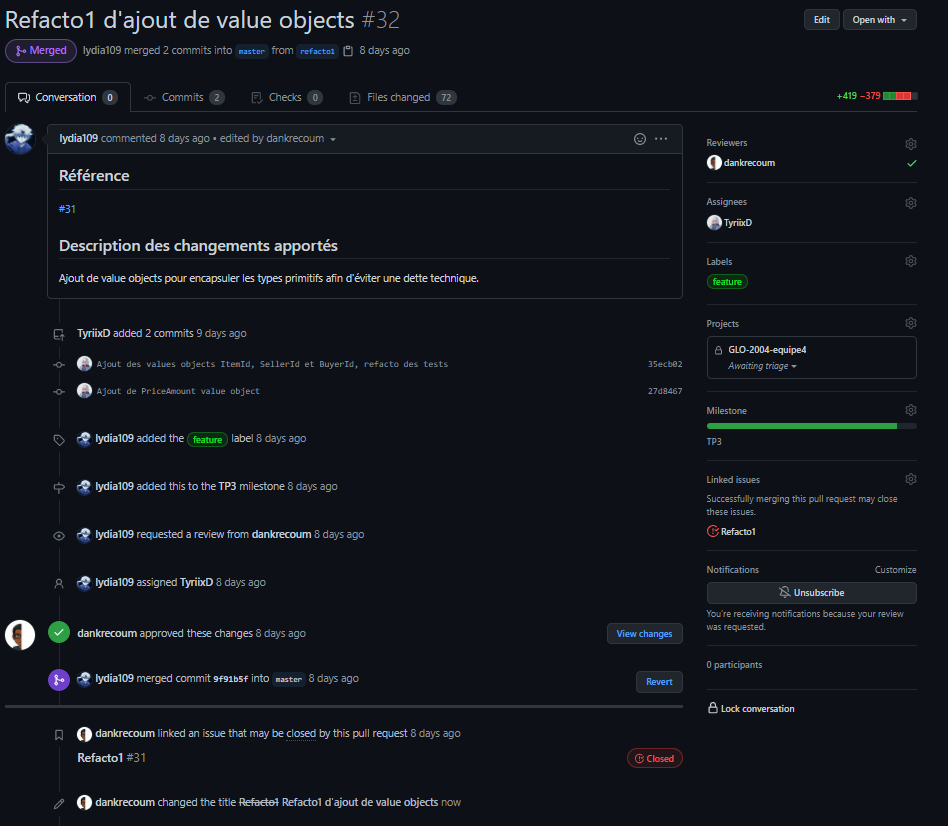 Refacto1 d'ajout de value objects #32
Edit
Open with
Merged
lydia109 merged 2 commits into master from refacto1 8 days ago
Conversation 0
Commits 2
Checks 0
Files changed 72
+419 −379
lydia109 commented 8 days ago • edited by dankrecoum
Référence
#31
Description des changements apportés
Ajout de value objects pour encapsuler les types primitifs afin d'éviter une dette technique.
TyriixD added 2 commits 9 days ago
Ajout des values objects ItemId, SellerId et BuyerId, refacto des tests 35ecb02
Ajout de PriceAmount value object 27d8467
lydia109 added the feature label 8 days ago
lydia109 added this to the TP3 milestone 8 days ago
lydia109 requested a review from dankrecoum 8 days ago
lydia109 assigned TyriixD 8 days ago
dankrecoum approved these changes 8 days ago
View changes
lydia109 merged commit 9f91b5f into master 8 days ago
Revert
dankrecoum linked an issue that may be closed by this pull request 8 days ago
Refacto1 #31
Closed
dankrecoum changed the title Refacto1 Refacto1 d'ajout de value objects now
Reviewers
dankrecoum
Assignees
TyriixD
Labels
feature
Projects
GLO-2004-equipe4
Awaiting triage
Milestone
TP3
Linked issues
Successfully merging this pull request may close
these issues.
Refacto1
Notifications
Customize
Unsubscribe
You're receiving notifications because your review
was requested.
0 participants
Lock conversation